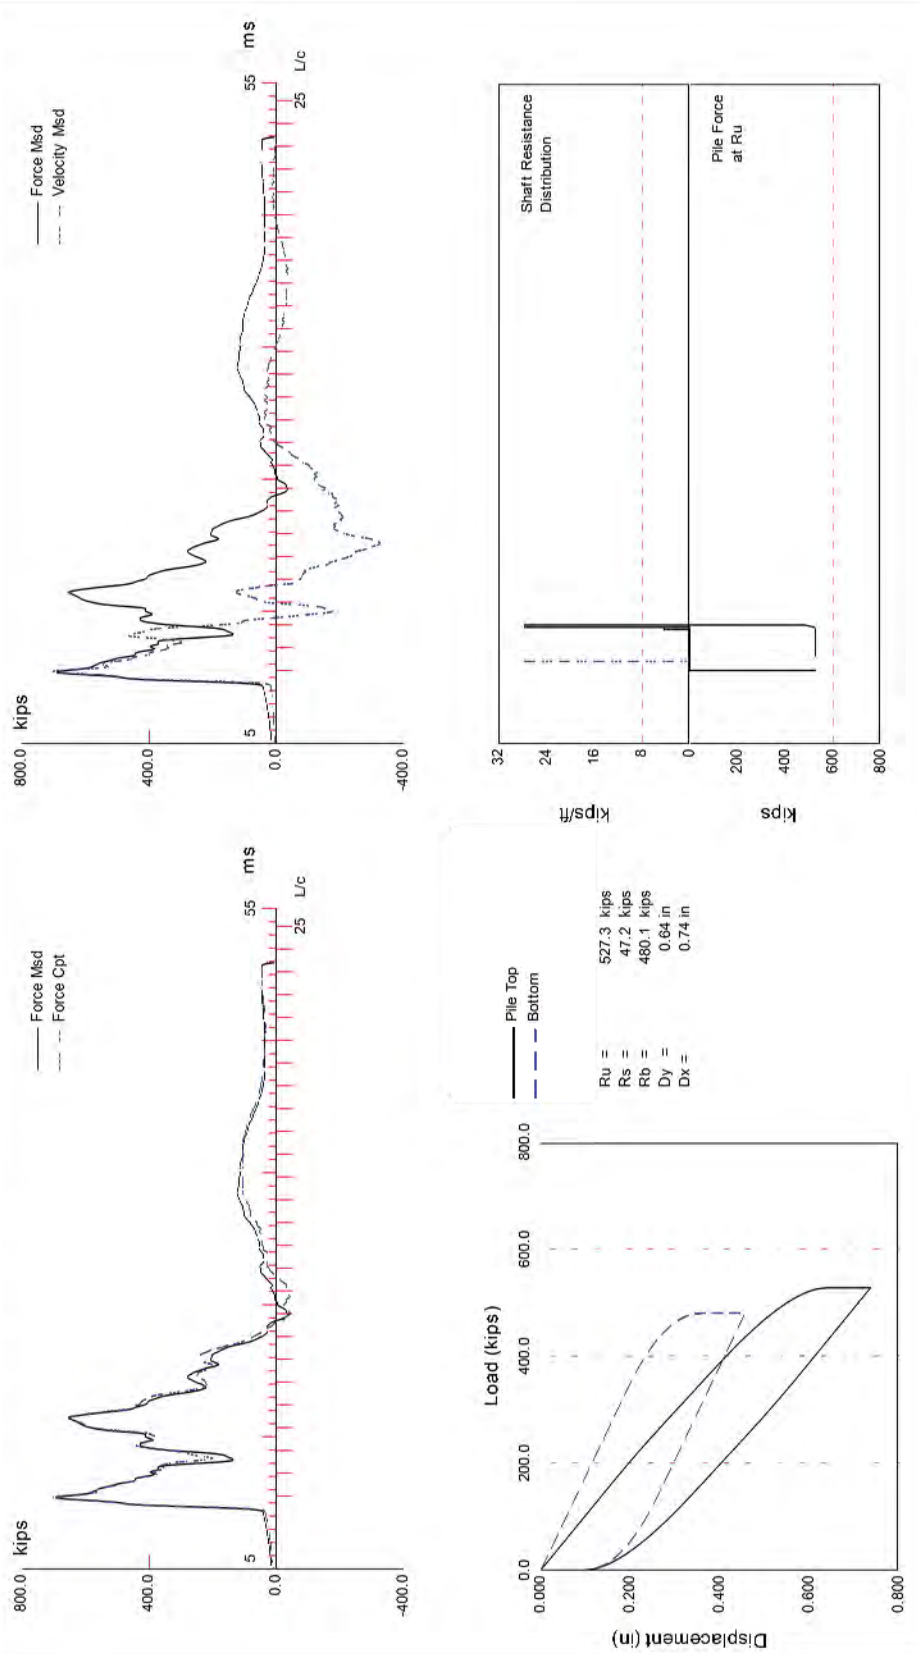 kips
800.0
400.0
0.0
-400.0
5
55
ms
25
L/c
Force Msd
Force Cpt
kips
800.0
400.0
0.0
-400.0
5
55
ms
25
L/c
Force Msd
Velocity Msd
Load (kips)
0.0
200.0
400.0
600.0
800.0
0.000
0.200
0.400
0.600
0.800
Displacement (in)
Pile Top
Bottom
Ru = 527.3 kips
Rs = 47.2 kips
Rb = 480.1 kips
Dy = 0.64 in
Dx = 0.74 in
32
24
16
8
0
kips/ft
Shaft Resistance
Distribution
200
400
600
800
kips
Pile Force
at Ru